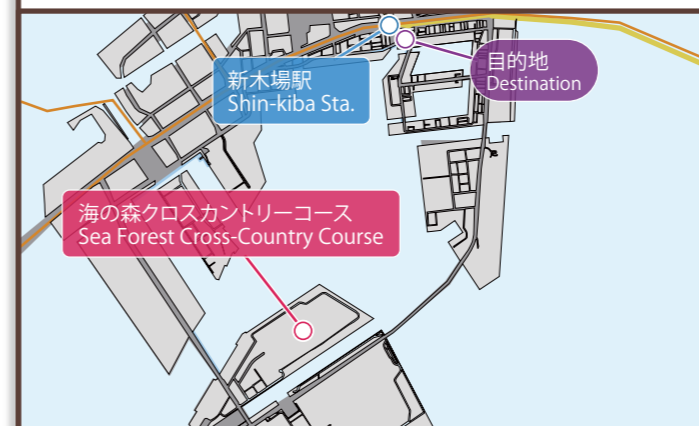 新木場駅
Shin-kiba Sta.
目的地
Destination
海の森クロスカントリーコース
Sea Forest Cross-Country Course